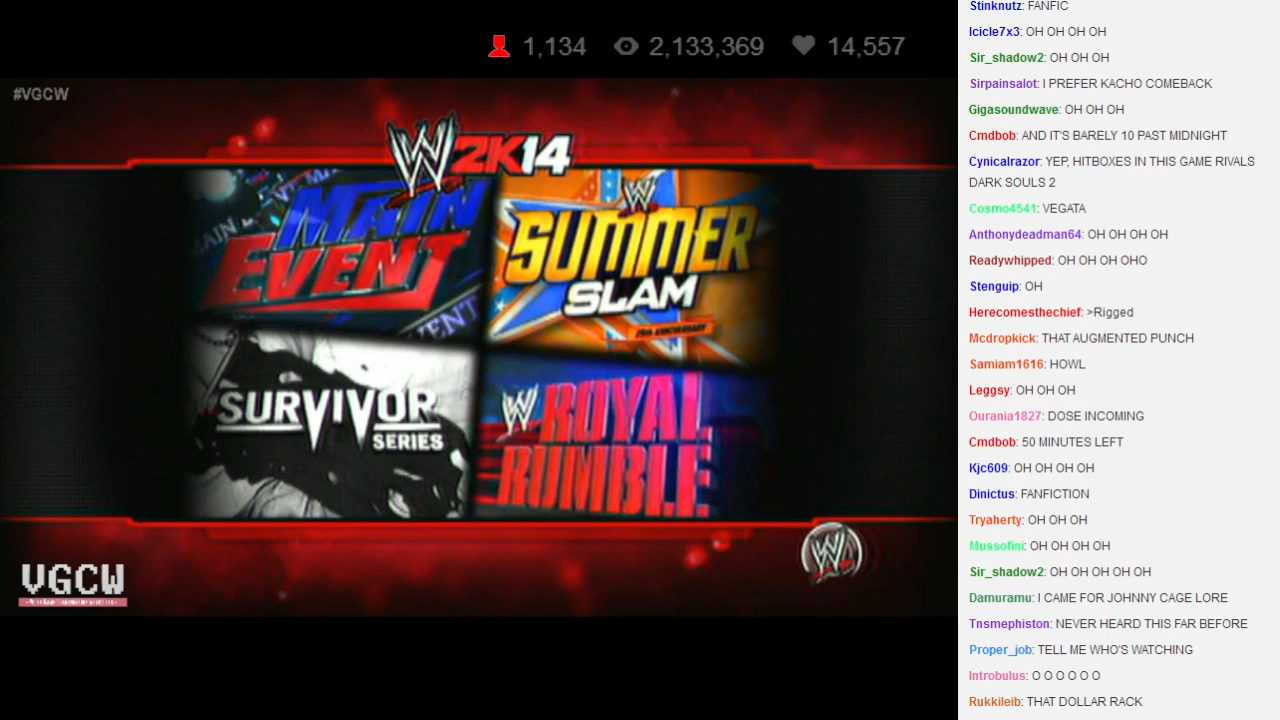 1,134 2,133,369 14,557
#VGCW
W 2K14
MAIN
EVENT
W
SUMMER
SLAM
SURVIVOR
SERIES
W ROYAL
RUMBLE
W
VGCW
Stinknutz: FANFIC
Icicle7x3: OH OH OH OH
Sir_shadow2: OH OH OH
Sirpainsalot: I PREFER KACHO COMEBACK
Gigasoundwave: OH OH OH
Cmdbob: AND IT'S BARELY 10 PAST MIDNIGHT
Cynicalrazor: YEP, HITBOXES IN THIS GAME RIVALS
DARK SOULS 2
Cosmo4541: VEGATA
Anthonydeadman64: OH OH OH OH
Readywhipped: OH OH OH OHO
Stenguip: OH
Herecomesthechief: >Rigged
Mcdropkick: THAT AUGMENTED PUNCH
Samiam1616: HOWL
Leggsy: OH OH OH
Ourania1827: DOSE INCOMING
Cmdbob: 50 MINUTES LEFT
Kjc609: OH OH OH OH
Dinictus: FANFICTION
Tryaherty: OH OH OH
Mussofini: OH OH OH OH
Sir_shadow2: OH OH OH OH OH
Damuramu: I CAME FOR JOHNNY CAGE LORE
Tnsmephiston: NEVER HEARD THIS FAR BEFORE
Proper_job: TELL ME WHO'S WATCHING
Introbulus: O O O O O O
Rukkileib: THAT DOLLAR RACK